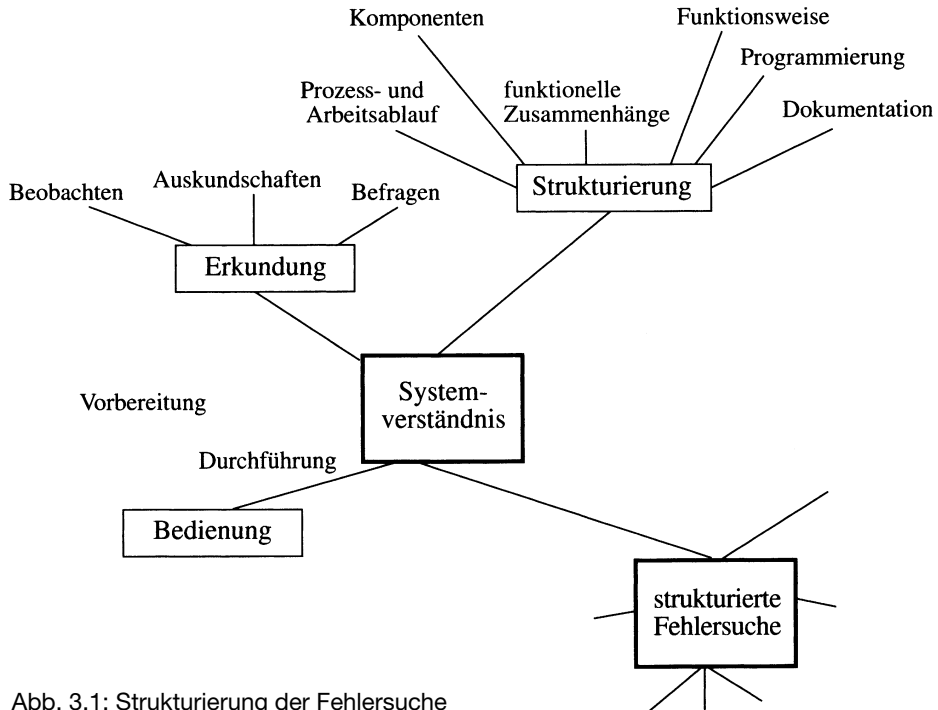 Komponenten
Funktionsweise
Programmierung
Prozess- und
Arbeitsablauf
funktionelle
Zusammenhänge
Dokumentation
Beobachten
Auskundschaften
Befragen
Strukturierung
Erkundung
System-
verständnis
Vorbereitung
Durchführung
Bedienung
strukturierte
Fehlersuche
Abb. 3.1: Strukturierung der Fehlersuche